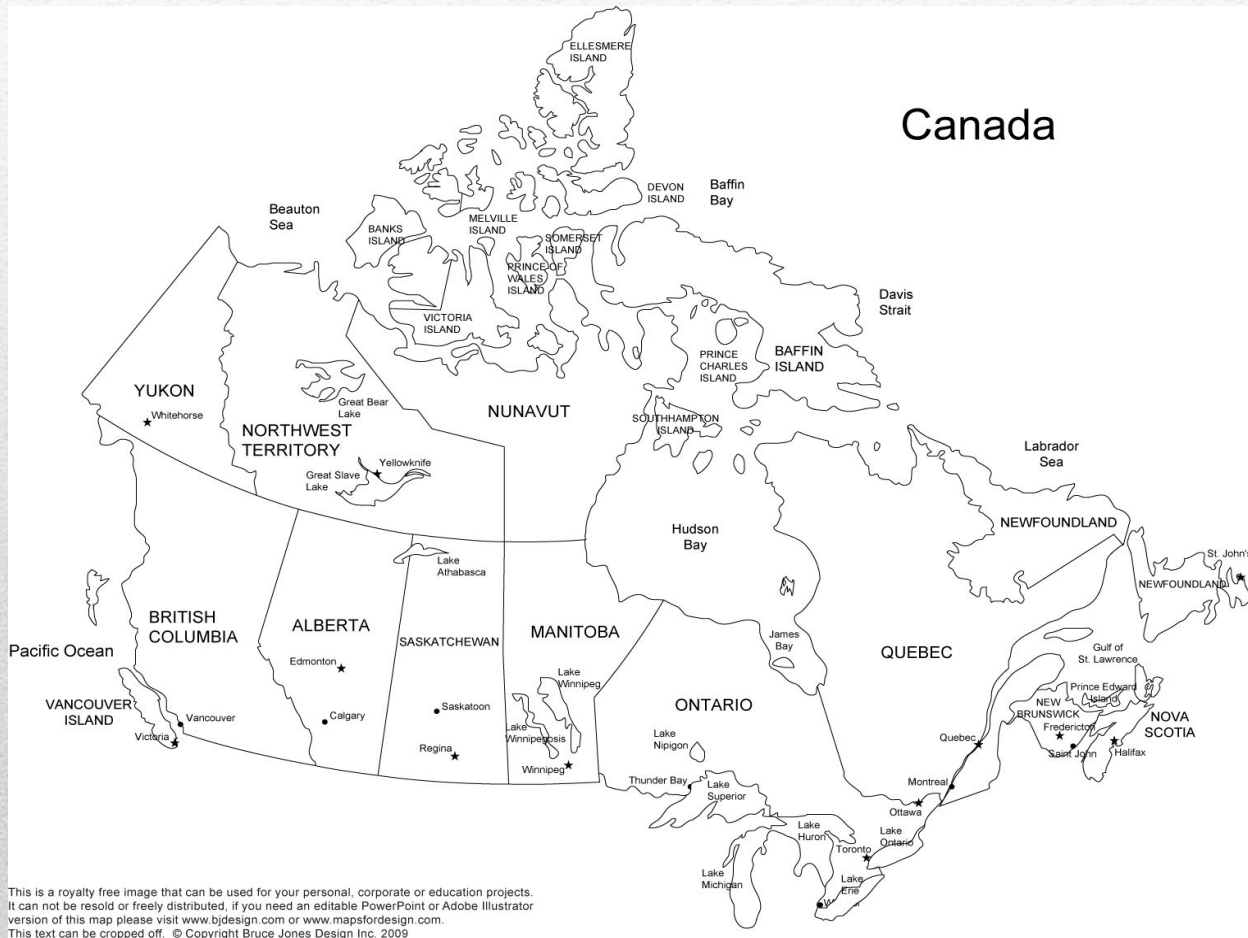 ELLESMERE
ISLAND
Canada
DEVON
ISLAND
Baffin
Bay
Beauton
Sea
BANKS
ISLAND
MELVILLE
ISLAND
SOMERSET
ISLAND
PRINCE OF
WALES
ISLAND
Davis
Strait
VICTORIA
ISLAND
PRINCE
CHARLES
ISLAND
BAFFIN
ISLAND
YUKON
Whitehorse
Great Bear
Lake
NORTHWEST
TERRITORY
NUNAVUT
SOUTHHAMPTON
ISLAND
Great Slave
Lake
Yellowknife
Labrador
Sea
Hudson
Bay
NEWFOUNDLAND
St. John's
NEWFOUNDLAND
Lake
Athabasca
BRITISH
COLUMBIA
ALBERTA
SASKATCHEWAN
MANITOBA
James
Bay
QUEBEC
Gulf of
St. Lawrence
Pacific Ocean
Edmonton
Lake
Winnipeg
Prince Edward
Island
VANCOUVER
ISLAND
Vancouver
Victoria
Calgary
Saskatoon
Regina
Lake
Winnipegosis
Winnipeg
ONTARIO
Lake
Nipigon
NEW
BRUNSWICK
Fredericton
Saint John
NOVA
SCOTIA
Halifax
Quebec
Thunder Bay
Lake
Superior
Montreal
Ottawa
Lake
Huron
Lake
Ontario
Toronto
Lake
Michigan
Lake
Erie
This is a royalty free image that can be used for your personal, corporate or education projects.
It can not be resold or freely distributed, if you need an editable PowerPoint or Adobe Illustrator
version of this map please visit www.bjdesign.com or www.mapsfordesign.com.
This text can be cropped off. © Copyright Bruce Jones Design Inc. 2009